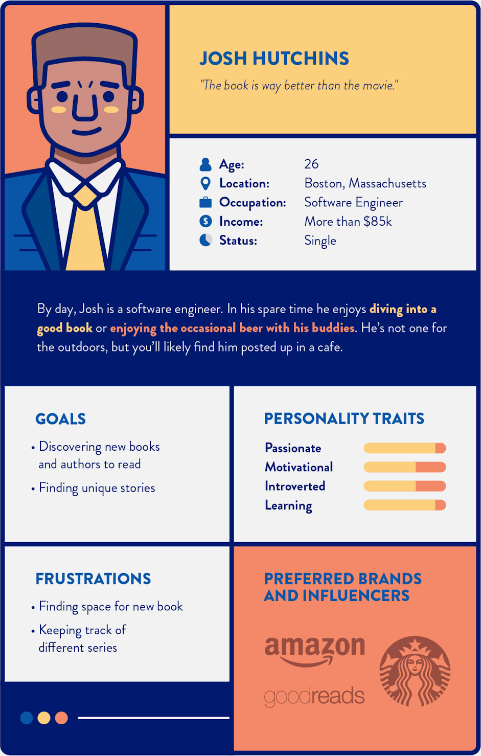 JOSH HUTCHINS
"The book is way better than the movie."
Age: 26
Location: Boston, Massachusetts
Occupation: Software Engineer
$ Income: More than $85k
Status: Single
By day, Josh is a software engineer. In his spare time he enjoys diving into a
good book or enjoying the occasional beer with his buddies. He's not one for
the outdoors, but you'll likely find him posted up in a cafe.
GOALS
• Discovering new books
and authors to read
• Finding unique stories
PERSONALITY TRAITS
Passionate
Motivational
Introverted
Learning
FRUSTRATIONS
• Finding space for new book
• Keeping track of
different series
PREFERRED BRANDS
AND INFLUENCERS
amazon
goodreads